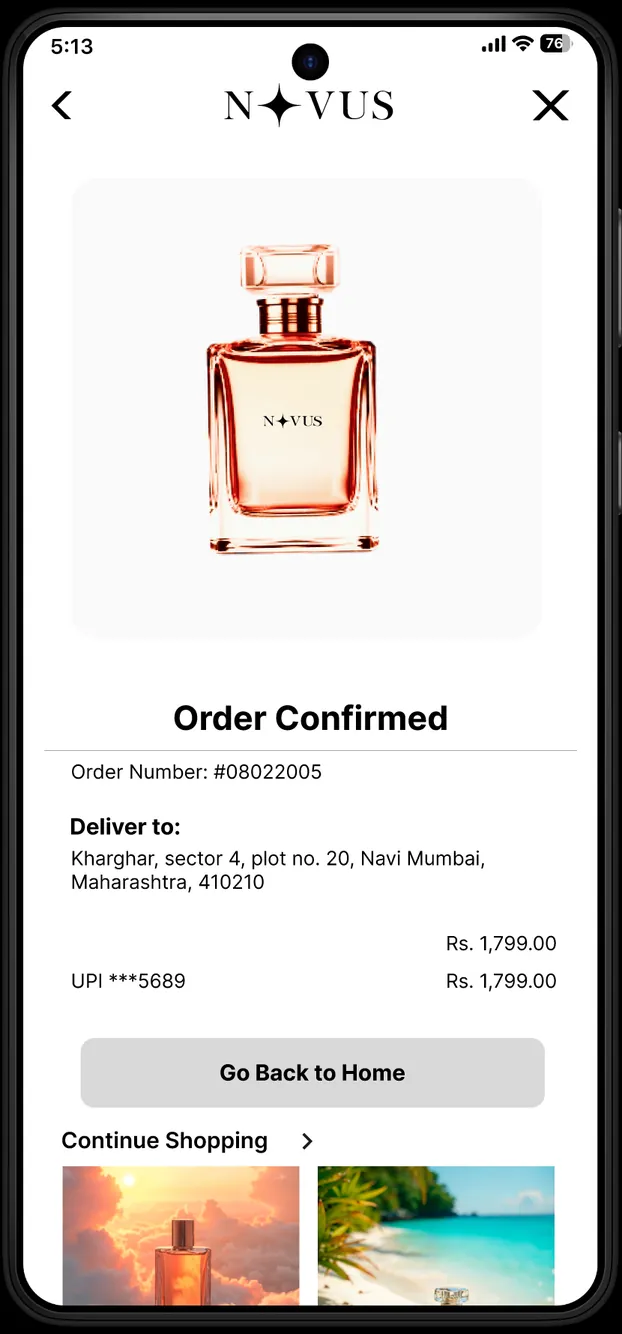 5:13
76
N✦VUS
N✦VUS
Order Confirmed
Order Number: #08022005
Deliver to:
Kharghar, sector 4, plot no. 20, Navi Mumbai,
Maharashtra, 410210
Rs. 1,799.00
UPI ***5689 Rs. 1,799.00
Go Back to Home
Continue Shopping